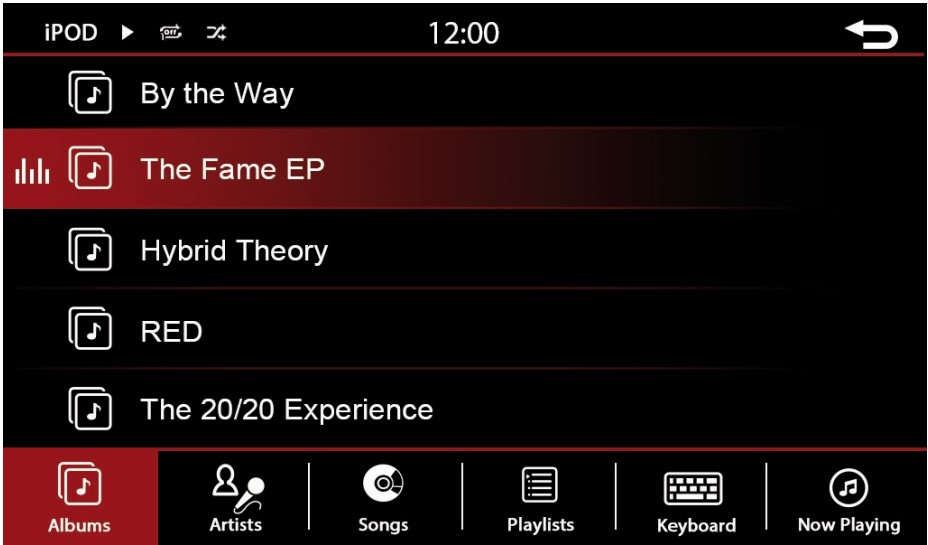 iPOD off 12:00
By the Way
The Fame EP
Hybrid Theory
RED
The 20/20 Experience
Albums Artists Songs Playlists Keyboard Now Playing